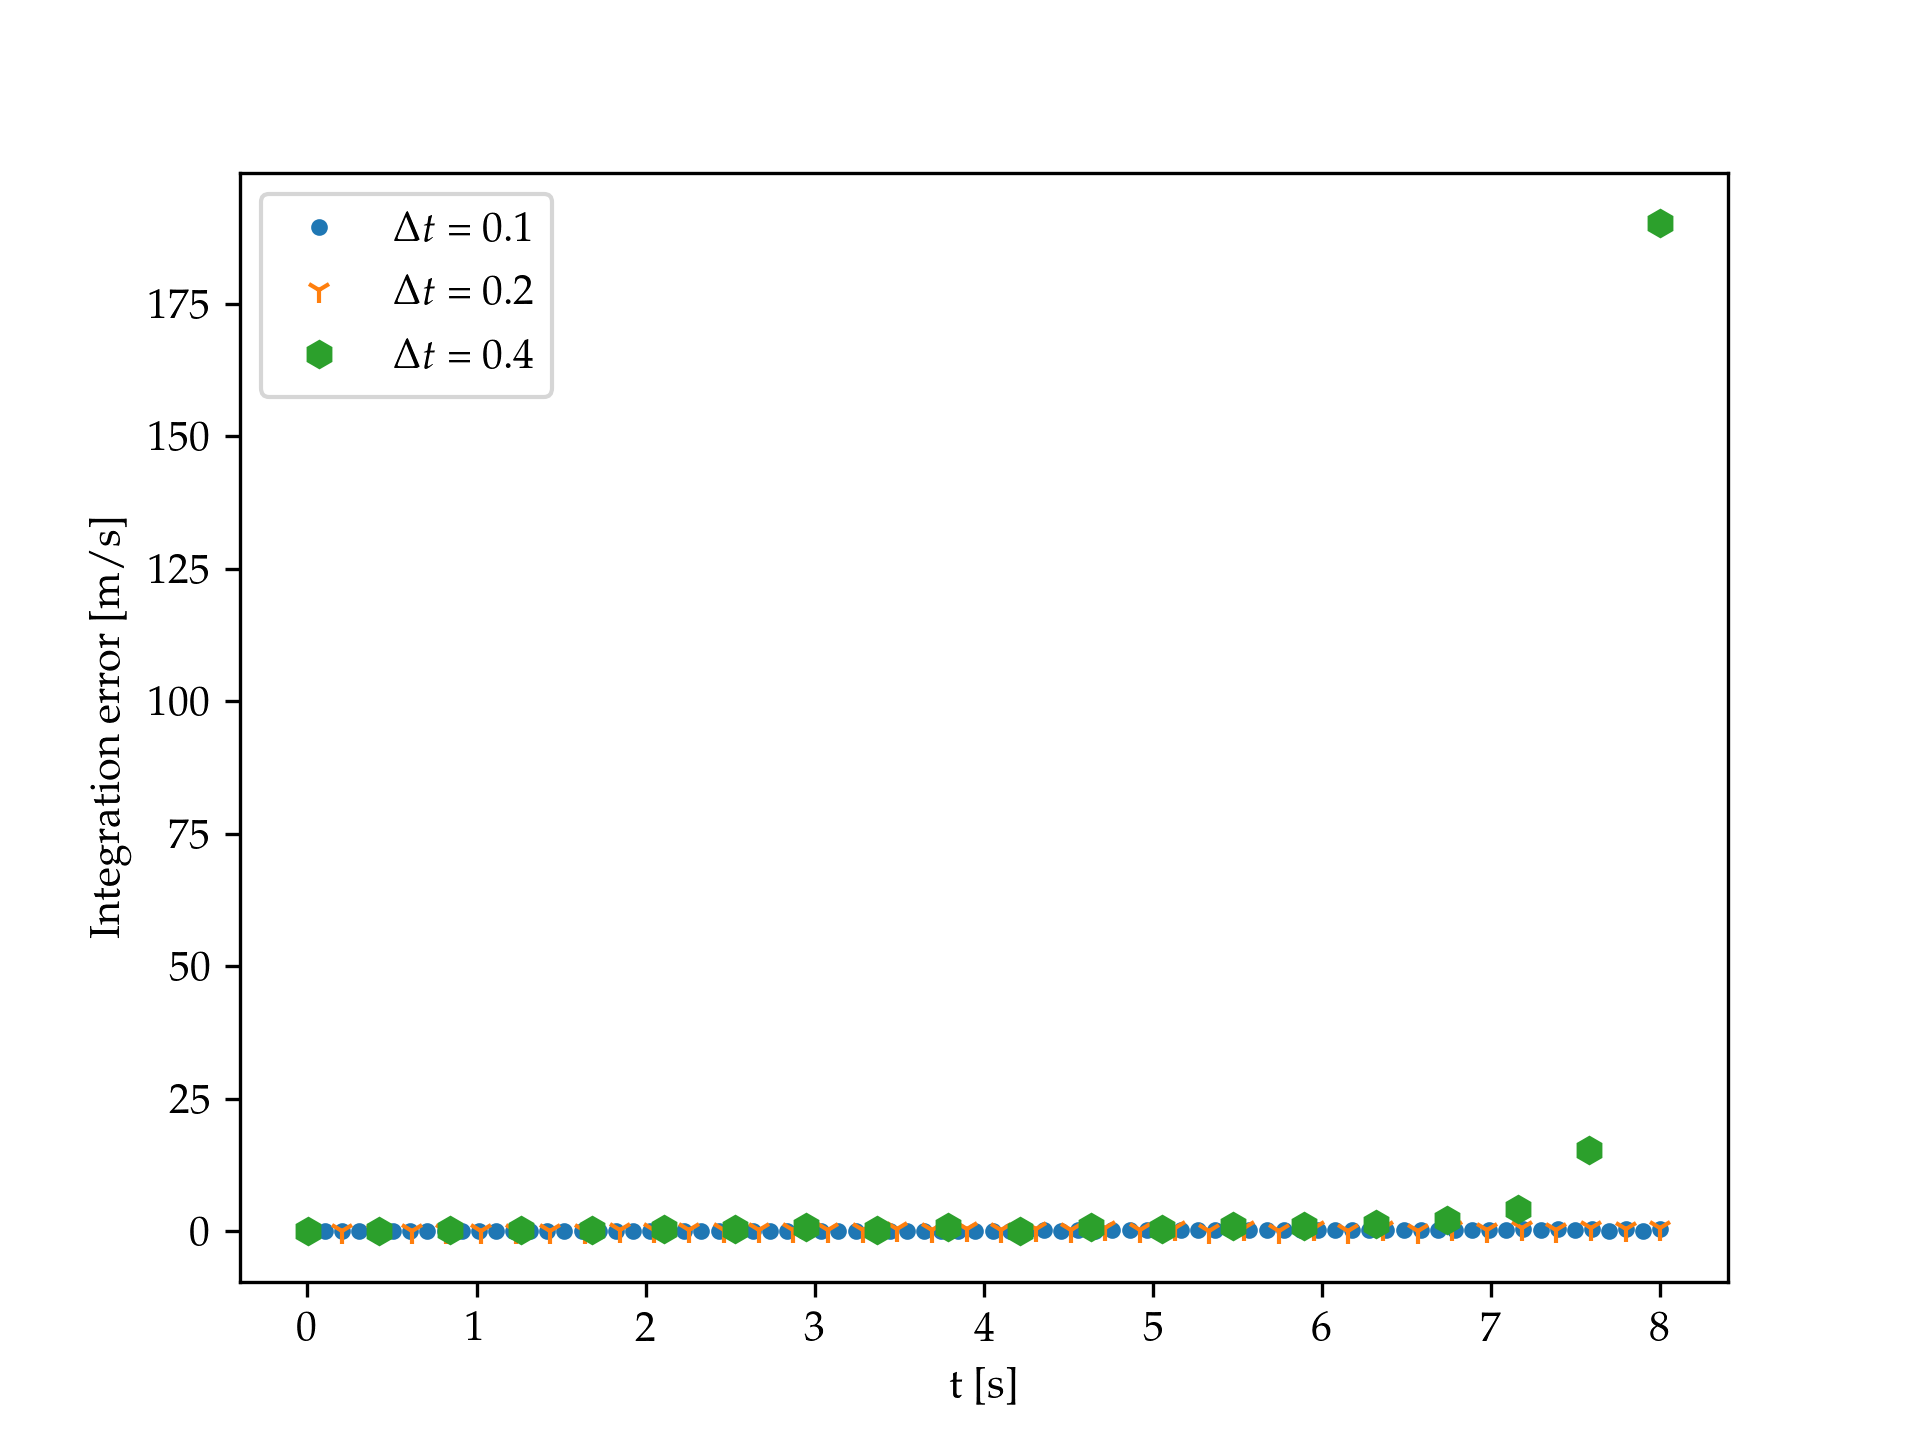 Δt = 0.1
Δt = 0.2
Δt = 0.4
175
150
125
100
75
50
25
0
Integration error [m/s]
0 1 2 3 4 5 6 7 8
t [s]